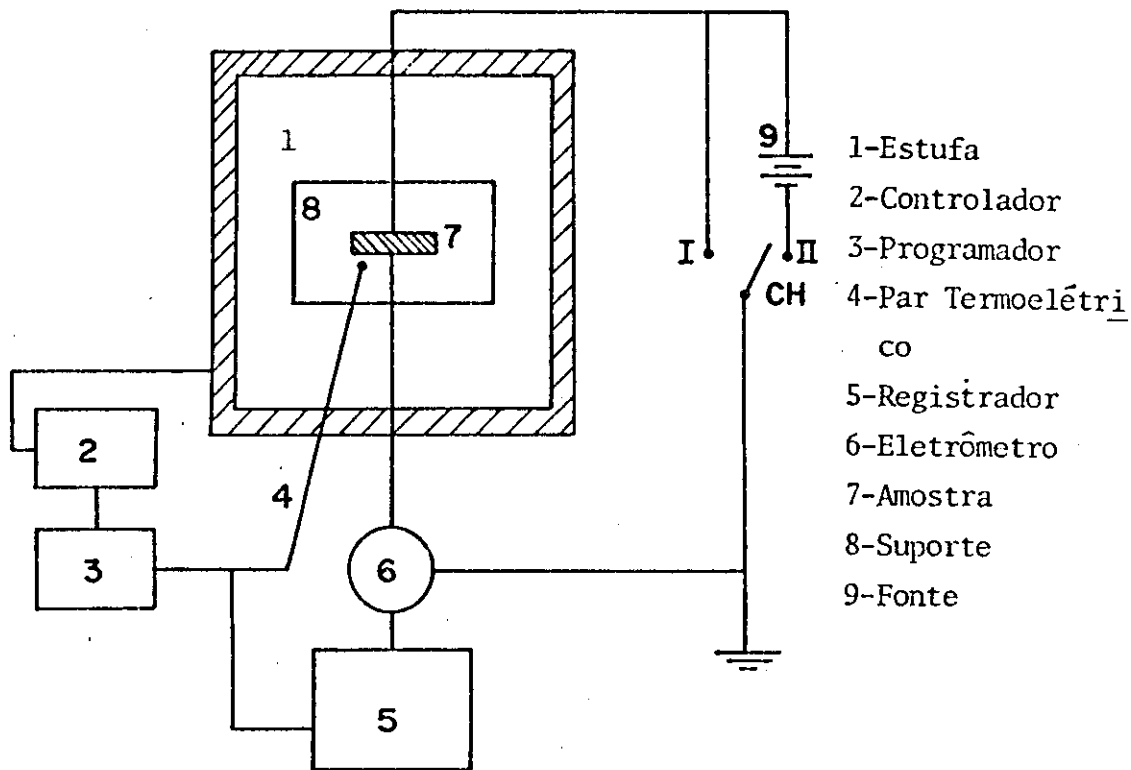 1
8
7
9
I
II
CH
2
4
3
6
5
1-Estufa
2-Controlador
3-Programador
4-Par Termoelétri
co
5-Registrador
6-Eletrômetro
7-Amostra
8-Suporte
9-Fonte